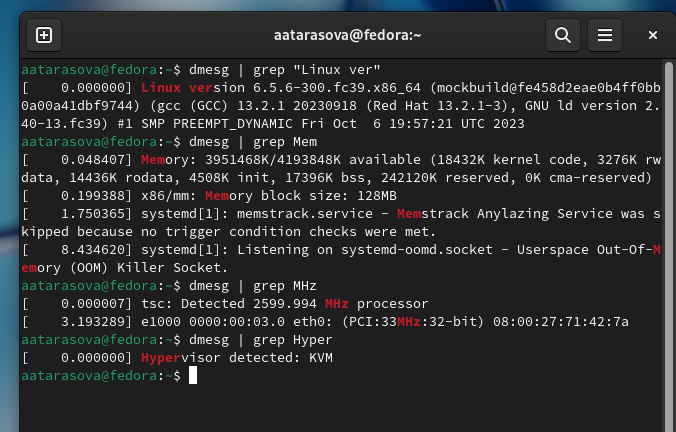 aatarasova@fedora:~
aatarasova@fedora:~$ dmesg | grep "Linux ver"
[    0.000000] Linux version 6.5.6-300.fc39.x86_64 (mockbuild@fe458d2eae0b4ff0bb
0a00a41dbf9744) (gcc (GCC) 13.2.1 20230918 (Red Hat 13.2.1-3), GNU ld version 2.
40-13.fc39) #1 SMP PREEMPT_DYNAMIC Fri Oct  6 19:57:21 UTC 2023
aatarasova@fedora:~$ dmesg | grep Mem
[    0.048407] Memory: 3951468K/4193848K available (18432K kernel code, 3276K rw
data, 14436K rodata, 4508K init, 17396K bss, 242120K reserved, 0K cma-reserved)
[    0.199388] x86/mm: Memory block size: 128MB
[    1.750365] systemd[1]: memstrack.service - Memstrack Anylazing Service was s
kipped because no trigger condition checks were met.
[    8.434620] systemd[1]: Listening on systemd-oomd.socket - Userspace Out-Of-M
emory (OOM) Killer Socket.
aatarasova@fedora:~$ dmesg | grep MHz
[    0.000007] tsc: Detected 2599.994 MHz processor
[    3.193289] e1000 0000:00:03.0 eth0: (PCI:33MHz:32-bit) 08:00:27:71:42:7a
aatarasova@fedora:~$ dmesg | grep Hyper
[    0.000000] Hypervisor detected: KVM
aatarasova@fedora:~$